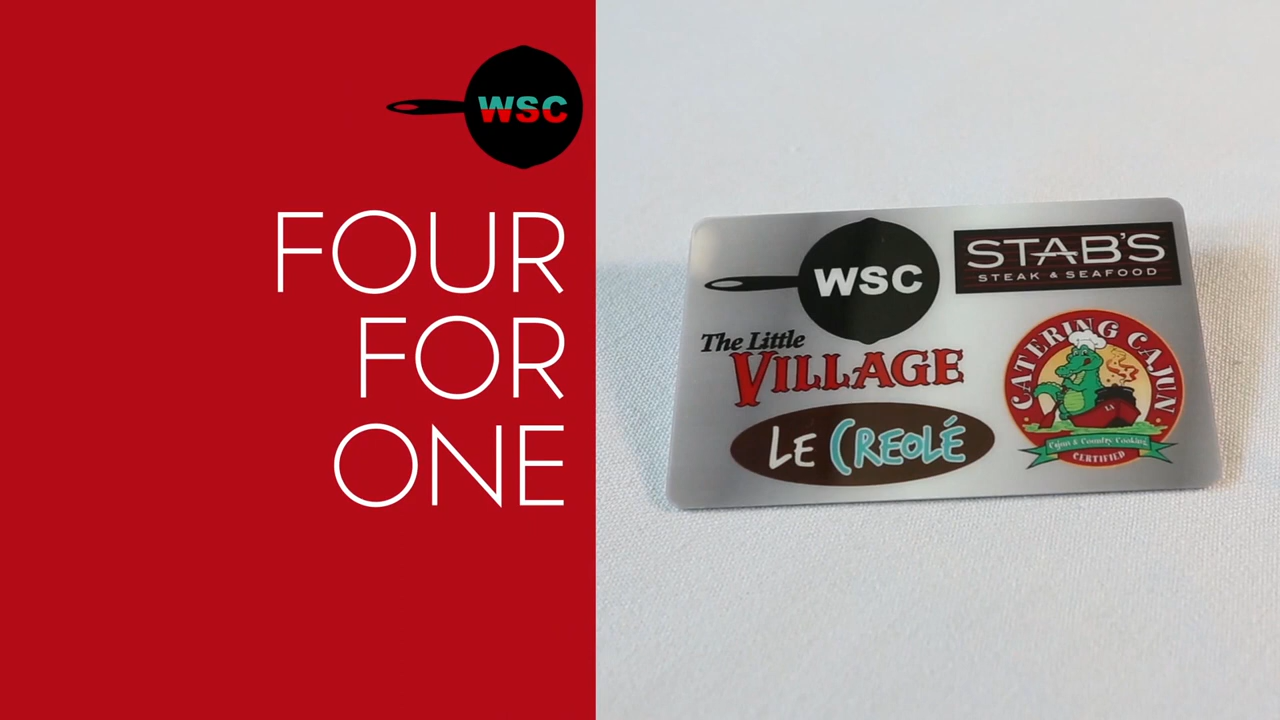 WSC
FOUR
FOR
ONE
WSC
STAB'S
STEAK & SEAFOOD
The Little
VILLAGE
CATERING CAJUN
LA
Cajun & Country Cooking
CERTIFIED
LE CREOLÉ